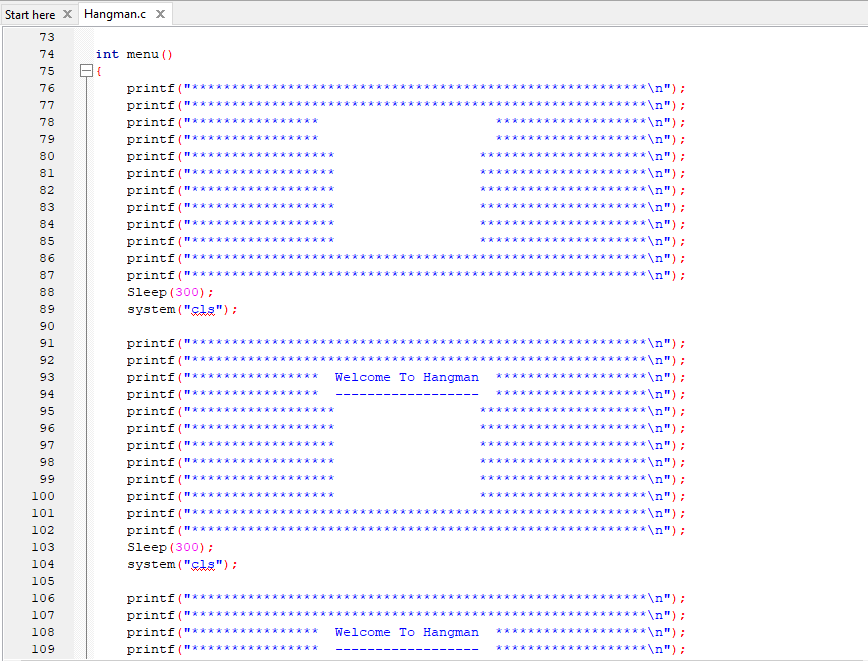 Start here X Hangman.c X
73
74 int menu()
75 {
76 printf("*********************************************************\n");
77 printf("*********************************************************\n");
78 printf("****************                      *******************\n");
79 printf("****************                      *******************\n");
80 printf("******************                  *********************\n");
81 printf("******************                  *********************\n");
82 printf("******************                  *********************\n");
83 printf("******************                  *********************\n");
84 printf("******************                  *********************\n");
85 printf("******************                  *********************\n");
86 printf("*********************************************************\n");
87 printf("*********************************************************\n");
88 Sleep(300);
89 system("cls");
90
91 printf("*********************************************************\n");
92 printf("*********************************************************\n");
93 printf("****************  Welcome To Hangman  *******************\n");
94 printf("****************  ------------------  *******************\n");
95 printf("******************                  *********************\n");
96 printf("******************                  *********************\n");
97 printf("******************                  *********************\n");
98 printf("******************                  *********************\n");
99 printf("******************                  *********************\n");
100 printf("******************                  *********************\n");
101 printf("*********************************************************\n");
102 printf("*********************************************************\n");
103 Sleep(300);
104 system("cls");
105
106 printf("*********************************************************\n");
107 printf("*********************************************************\n");
108 printf("****************  Welcome To Hangman  *******************\n");
109 printf("****************  ------------------  *******************\n");